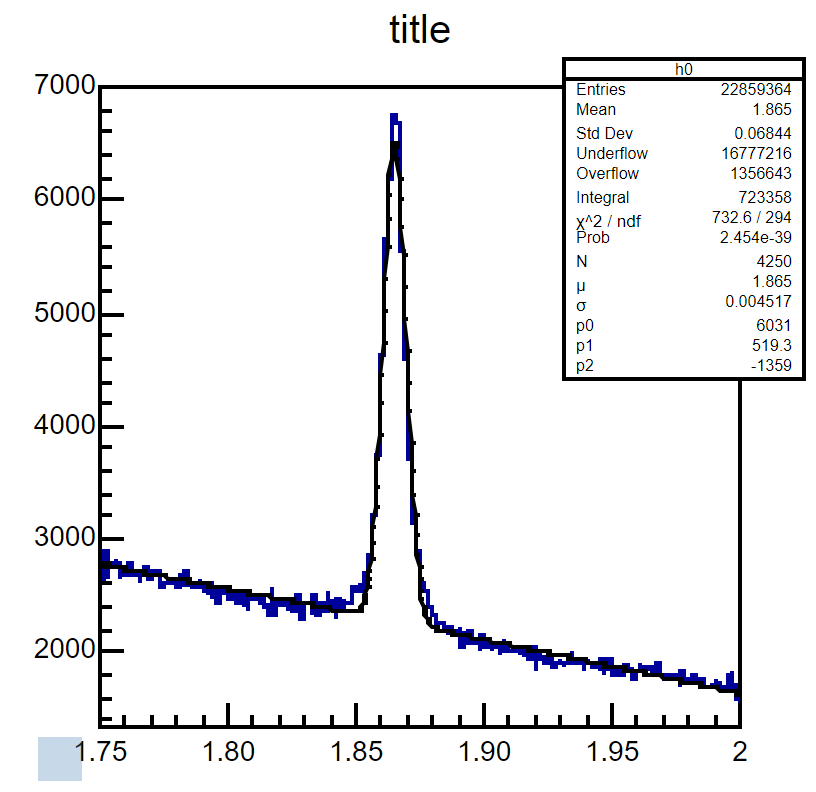 title
h0
Entries 22859364
Mean 1.865
Std Dev 0.06844
Underflow 16777216
Overflow 1356643
Integral 723358
χ^2 / ndf 732.6 / 294
Prob 2.454e-39
N 4250
μ 1.865
σ 0.004517
p0 6031
p1 519.3
p2 -1359
7000
6000
5000
4000
3000
2000
1.75 1.80 1.85 1.90 1.95 2